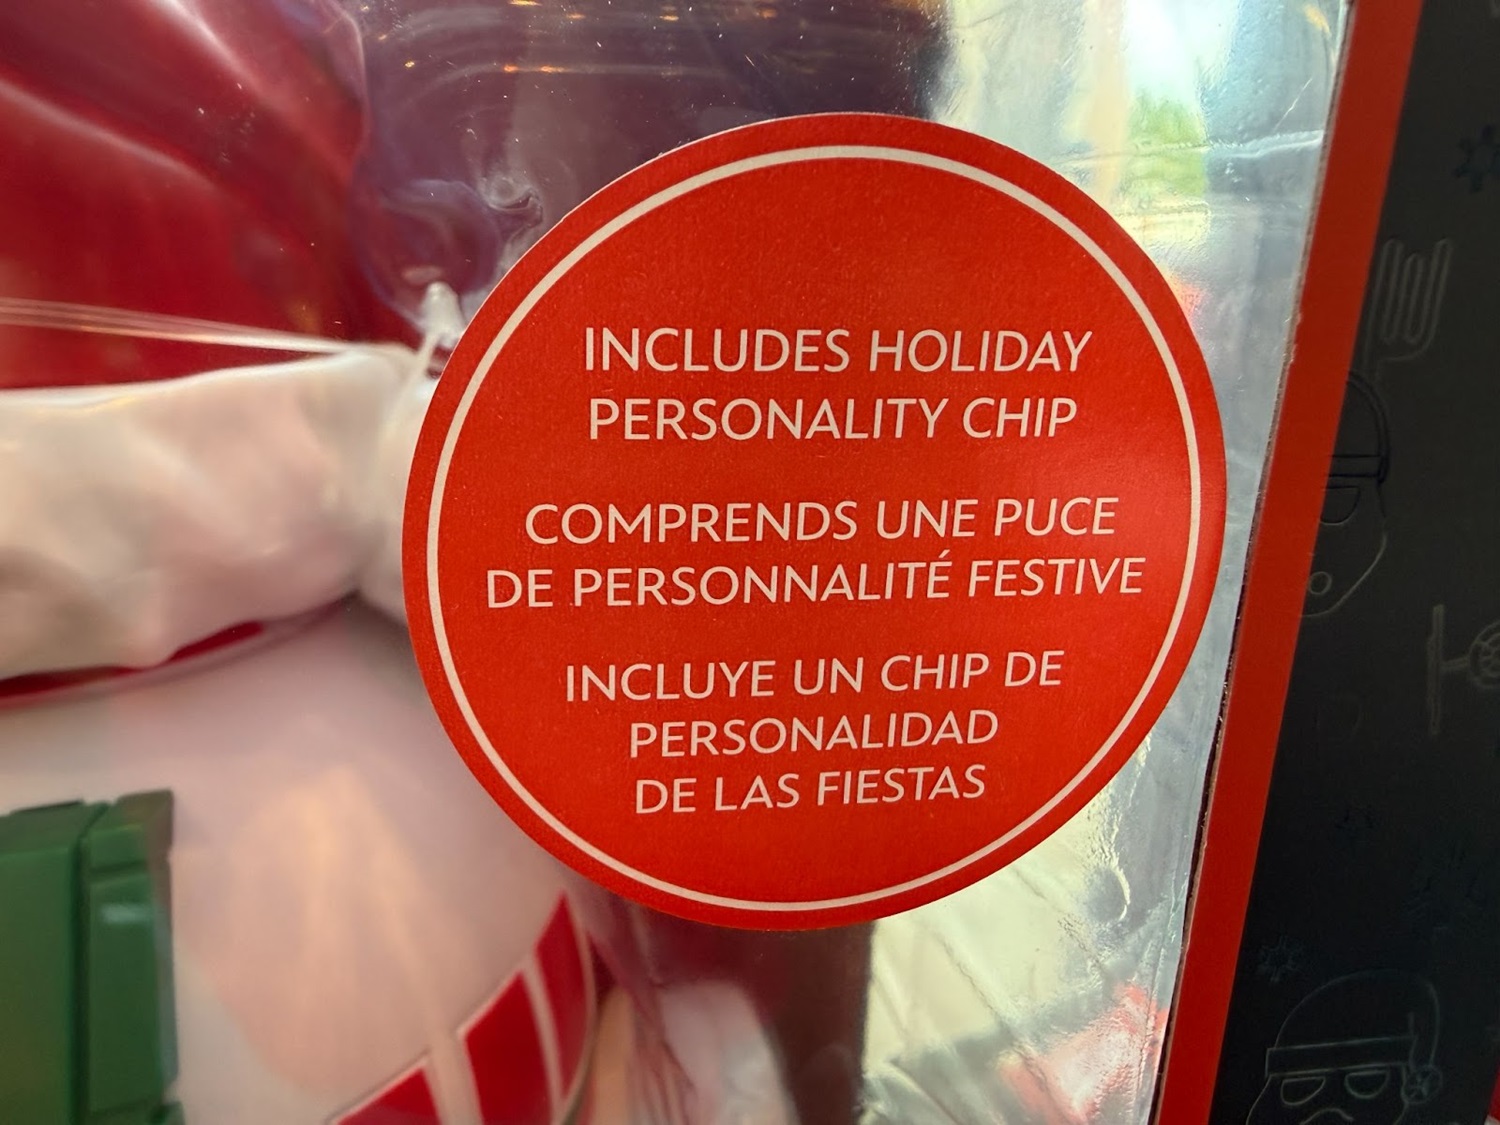 INCLUDES HOLIDAY
PERSONALITY CHIP
COMPRENDS UNE PUCE
DE PERSONNALITÉ FESTIVE
INCLUYE UN CHIP DE
PERSONALIDAD
DE LAS FIESTAS